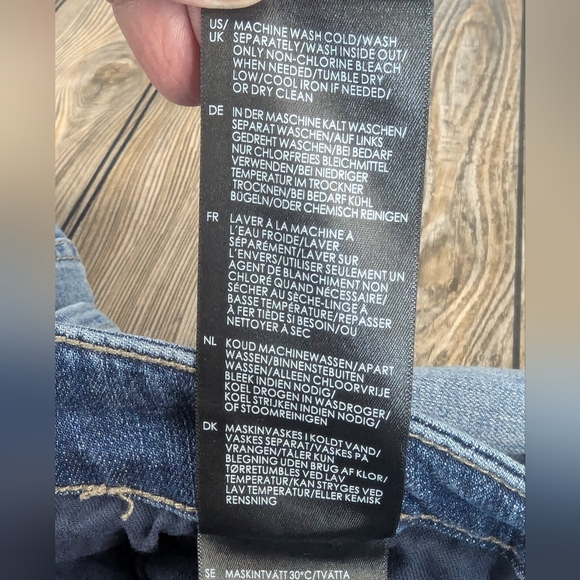 US/ MACHINE WASH COLD/WASH
UK SEPARATELY/WASH INSIDE OUT/
ONLY NON-CHLORINE BLEACH
WHEN NEEDED/TUMBLE DRY
LOW/COOL IRON IF NEEDED/
OR DRY CLEAN
DE IN DER MASCHINE KALT WASCHEN/
SEPARAT WASCHEN/AUF LINKS
GEDREHT WASCHEN/BEI BEDARF
NUR CHLORFREIES BLEICHMITTEL
VERWENDEN/BEI NIEDRIGER
TEMPERATUR IM TROCKNER
TROCKNEN/BEI BEDARF KÜHL
BÜGELN/ODER CHEMISCH REINIGEN
FR LAVER À LA MACHINE A
L'EAU FROIDE/LAVER
SÉPARÉMENT/LAVER SUR
L'ENVERS/UTILISER SEULEMENT UN
AGENT DE BLANCHIMENT NON
CHLORÉ QUAND NÉCESSAIRE/
SÉCHER AU SÈCHE-LINGE À
BASSE TEMPÉRATURE/REPASSER
À FER TIÈDE SI BESOIN/OU
NETTOYER À SEC
NL KOUD MACHINEWASSEN/APART
WASSEN/BINNENSTEBUITEN
WASSEN/ALLEEN CHLOORVRIJE
BLEEK INDIEN NODIG/
KOEL DROGEN IN WASDROGER/
KOEL STRIJKEN INDIEN NODIG/
OF STOOMREINIGEN
DK MASKINVASKES I KOLDT VAND/
VASKES SEPARAT/VASKES PÅ
VRANGEN/TÅLER KUN
BLEGNING UDEN BRUG AF KLOR/
TØRRETUMBLES VED LAV
TEMPERATUR/KAN STRYGES VED
LAV TEMPERATUR/ELLER KEMISK
RENSNING
SE MASKINTVÄTT 30°C/TVÄTTA